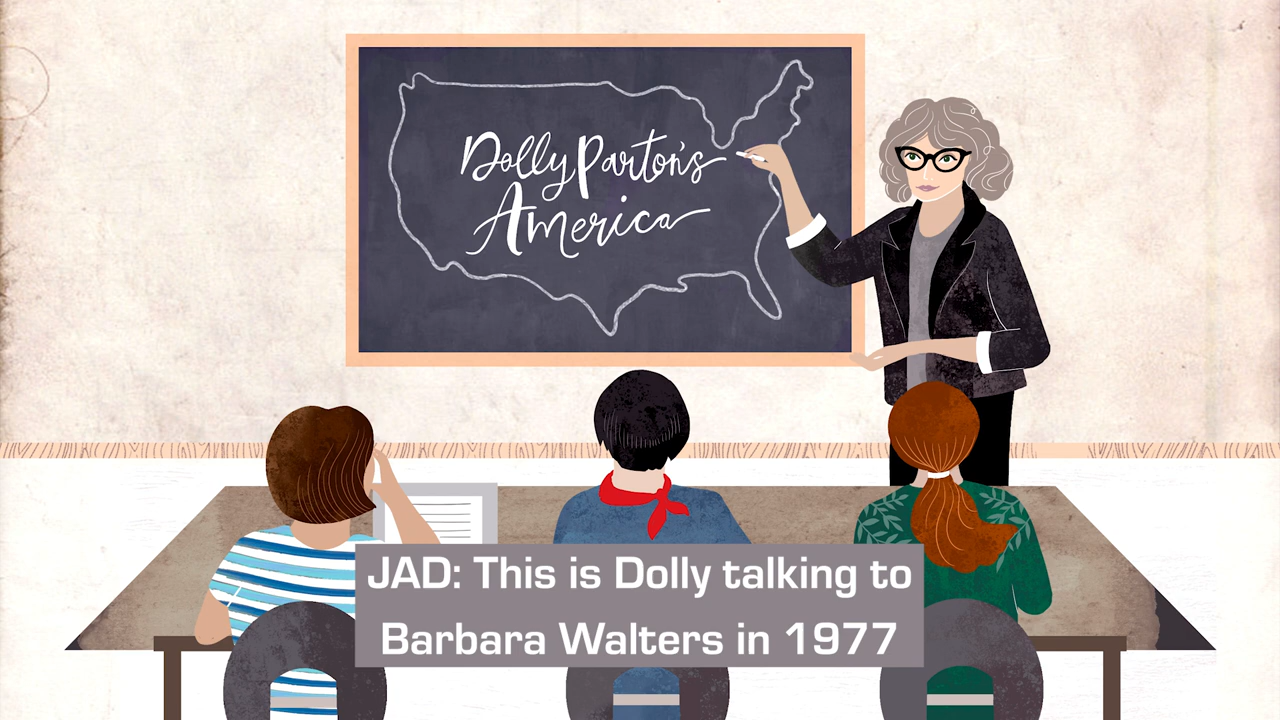 Dolly Parton's
America
JAD: This is Dolly talking to
Barbara Walters in 1977